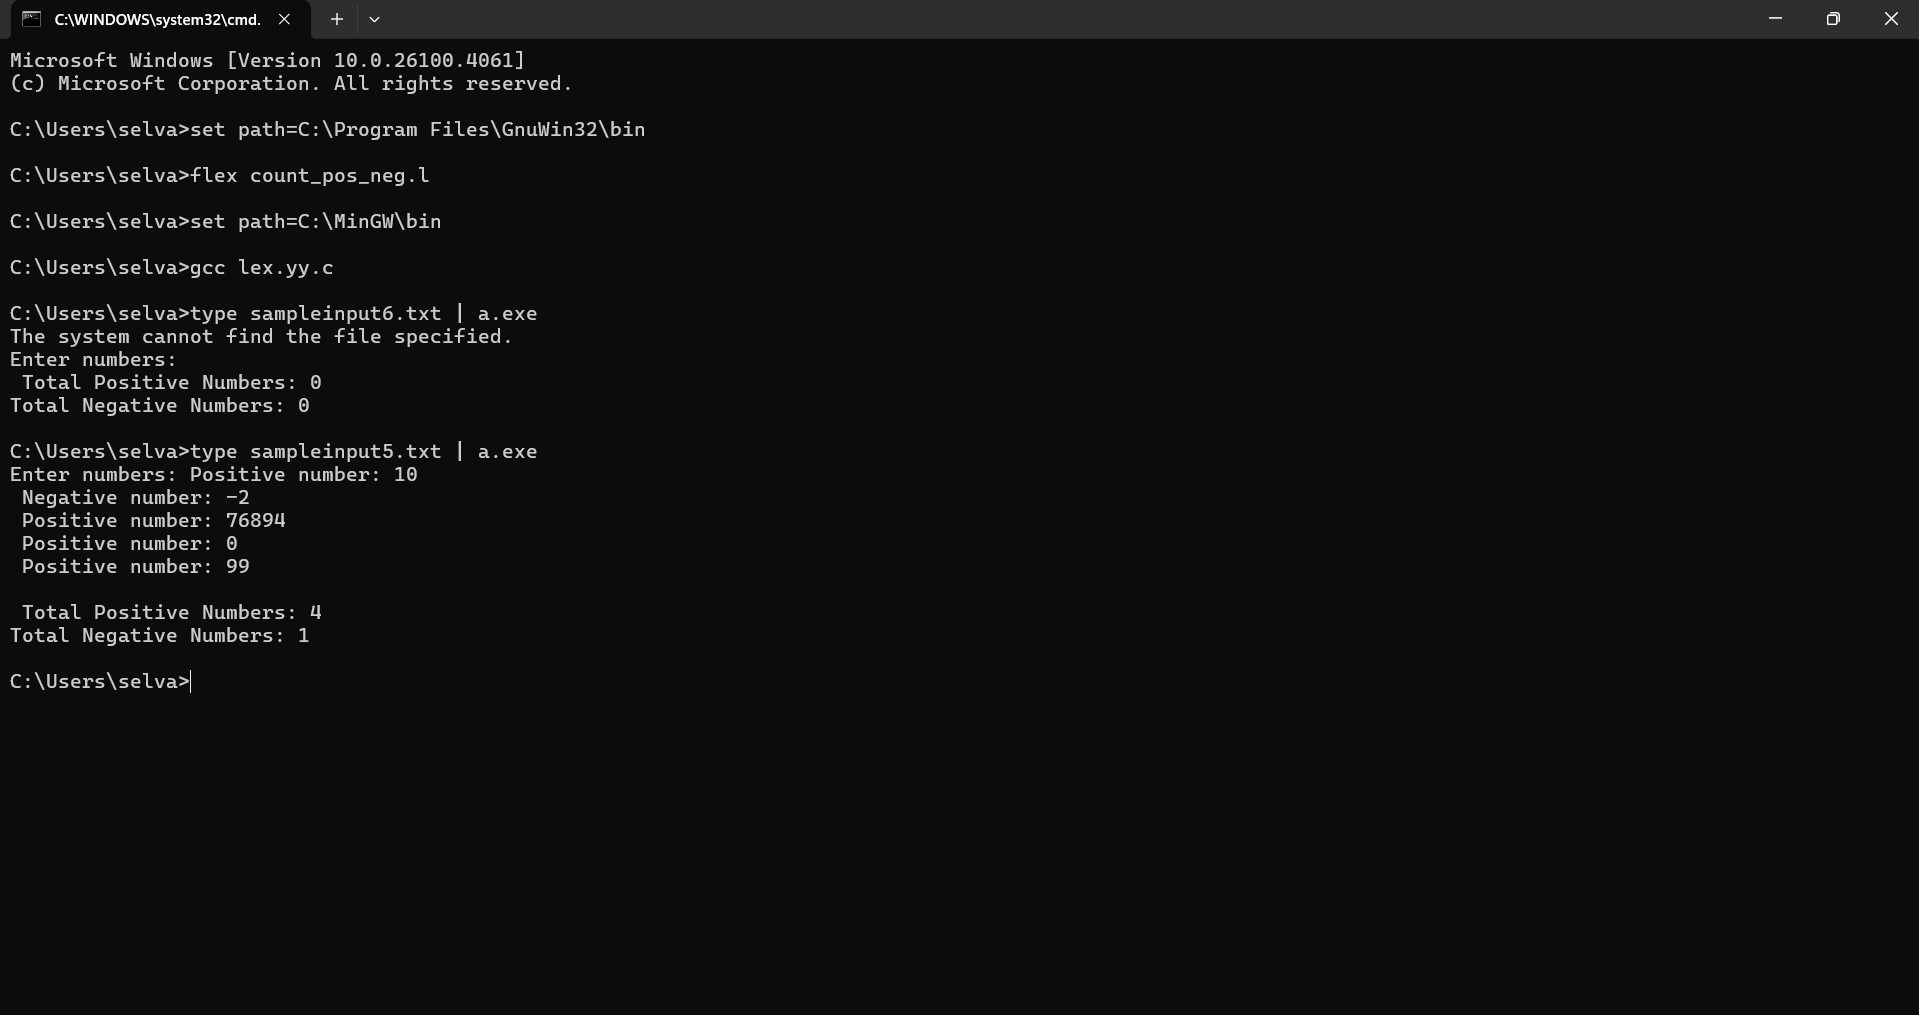 C:\WINDOWS\system32\cmd.
Microsoft Windows [Version 10.0.26100.4061]
(c) Microsoft Corporation. All rights reserved.
C:\Users\selva>set path=C:\Program Files\GnuWin32\bin
C:\Users\selva>flex count_pos_neg.l
C:\Users\selva>set path=C:\MinGW\bin
C:\Users\selva>gcc lex.yy.c
C:\Users\selva>type sampleinput6.txt | a.exe
The system cannot find the file specified.
Enter numbers:
Total Positive Numbers: 0
Total Negative Numbers: 0
C:\Users\selva>type sampleinput5.txt | a.exe
Enter numbers: Positive number: 10
Negative number: -2
Positive number: 76894
Positive number: 0
Positive number: 99
Total Positive Numbers: 4
Total Negative Numbers: 1
C:\Users\selva>